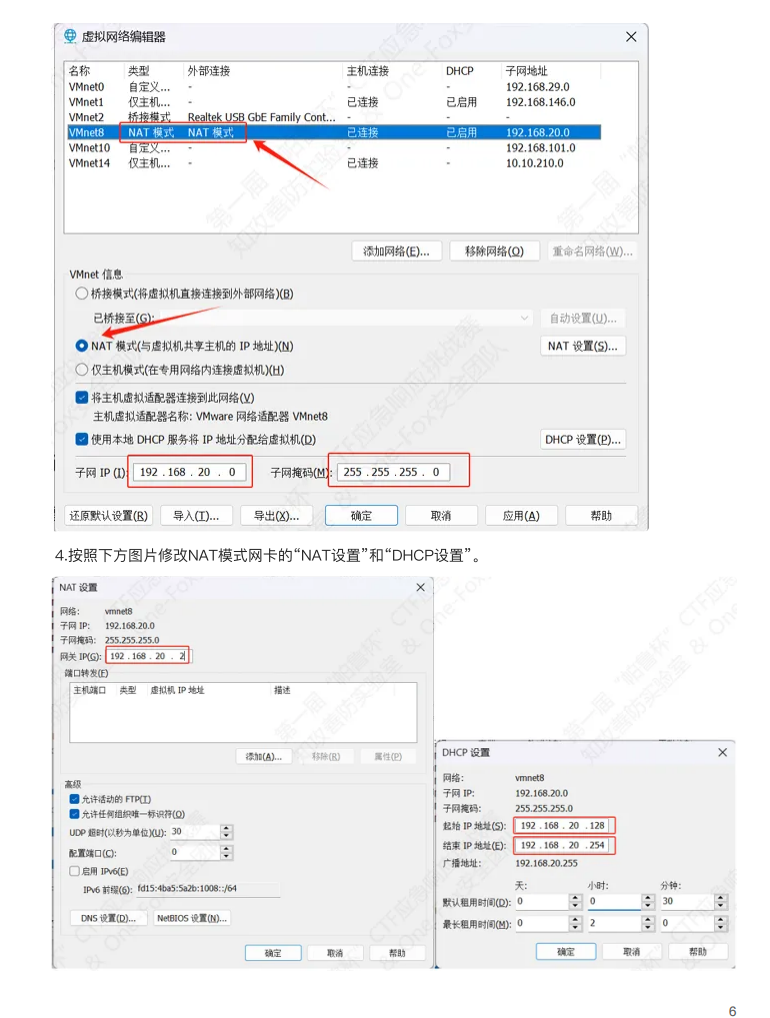 虚拟网络编辑器
名称 类型 外部连接 主机连接 DHCP 子网地址
VMnet0 自定义... - - - 192.168.29.0
VMnet1 仅主机... - 已连接 已启用 192.168.146.0
VMnet2 桥接模式 Realtek USB GbE Family Cont... - - -
VMnet8 NAT 模式 NAT 模式 已连接 已启用 192.168.20.0
VMnet10 自定义... - - - 192.168.101.0
VMnet14 仅主机... - 已连接 - 10.10.210.0
添加网络(E)... 移除网络(O) 重命名网络(W)...
VMnet 信息
桥接模式(将虚拟机直接连接到外部网络)(B)
已桥接至(G): 自动设置(U)...
NAT 模式(与虚拟机共享主机的 IP 地址)(N) NAT 设置(S)...
仅主机模式(在专用网络内连接虚拟机)(H)
将主机虚拟适配器连接到此网络(V)
主机虚拟适配器名称: VMware 网络适配器 VMnet8
使用本地 DHCP 服务将 IP 地址分配给虚拟机(D) DHCP 设置(P)...
子网 IP (I): 192 . 168 . 20 . 0 子网掩码(M): 255 . 255 . 255 . 0
还原默认设置(R) 导入(T)... 导出(X)... 确定 取消 应用(A) 帮助
4.按照下方图片修改NAT模式网卡的“NAT设置”和“DHCP设置”。
NAT 设置
网络: vmnet8
子网 IP: 192.168.20.0
子网掩码: 255.255.255.0
网关 IP(G): 192 . 168 . 20 . 2
端口转发(F)
主机端口 类型 虚拟机 IP 地址 描述
添加(A)... 移除(R) 属性(P)
高级
允许活动的 FTP(T)
允许任何组织唯一标识符(O)
UDP 超时(以秒为单位)(U): 30
配置端口(C): 0
启用 IPv6(E)
IPv6 前缀(6): fd15:4ba5:5a2b:1008::/64
DNS 设置(D)... NetBIOS 设置(N)...
确定 取消 帮助
DHCP 设置
网络: vmnet8
子网 IP: 192.168.20.0
子网掩码: 255.255.255.0
起始 IP 地址(S): 192 . 168 . 20 . 128
结束 IP 地址(E): 192 . 168 . 20 . 254
广播地址: 192.168.20.255
天: 小时: 分钟:
默认租用时间(D): 0 0 30
最长租用时间(M): 0 2 0
确定 取消 帮助
第一届“帕鲁杯” CTF应急响应挑战赛
知攻善防实验室 & One-Fox安全团队
6